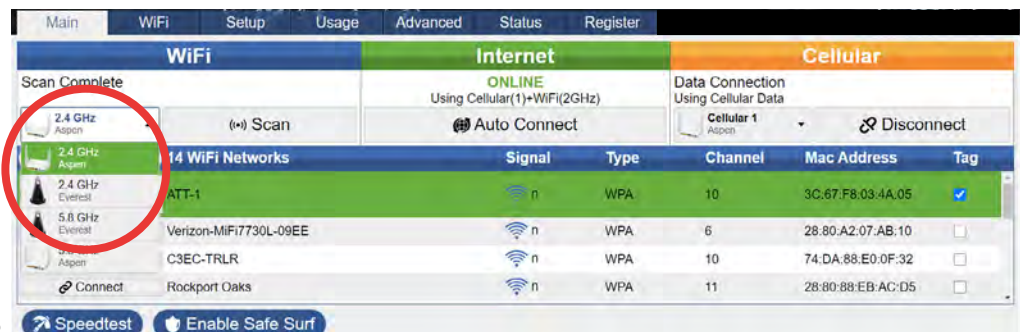 Main WiFi Setup Usage Advanced Status Register
WiFi Internet Cellular
Scan Complete ONLINE Data Connection
Using Cellular(1)+WiFi(2GHz) Using Cellular Data
2.4 GHz Aspen Scan Auto Connect Cellular 1 Aspen Disconnect
2.4 GHz Aspen 14 WiFi Networks Signal Type Channel Mac Address Tag
2.4 GHz Everest ATT-1 n WPA 10 3C:67:F8:03:4A:05
5.8 GHz Everest Verizon-MiFi7730L-09EE n WPA 6 28:80:A2:07:AB:10
Aspen C3EC-TRLR n WPA 10 74:DA:88:E0:0F:32
Connect Rockport Oaks n WPA 11 28:80:88:EB:AC:D5
Speedtest Enable Safe Surf